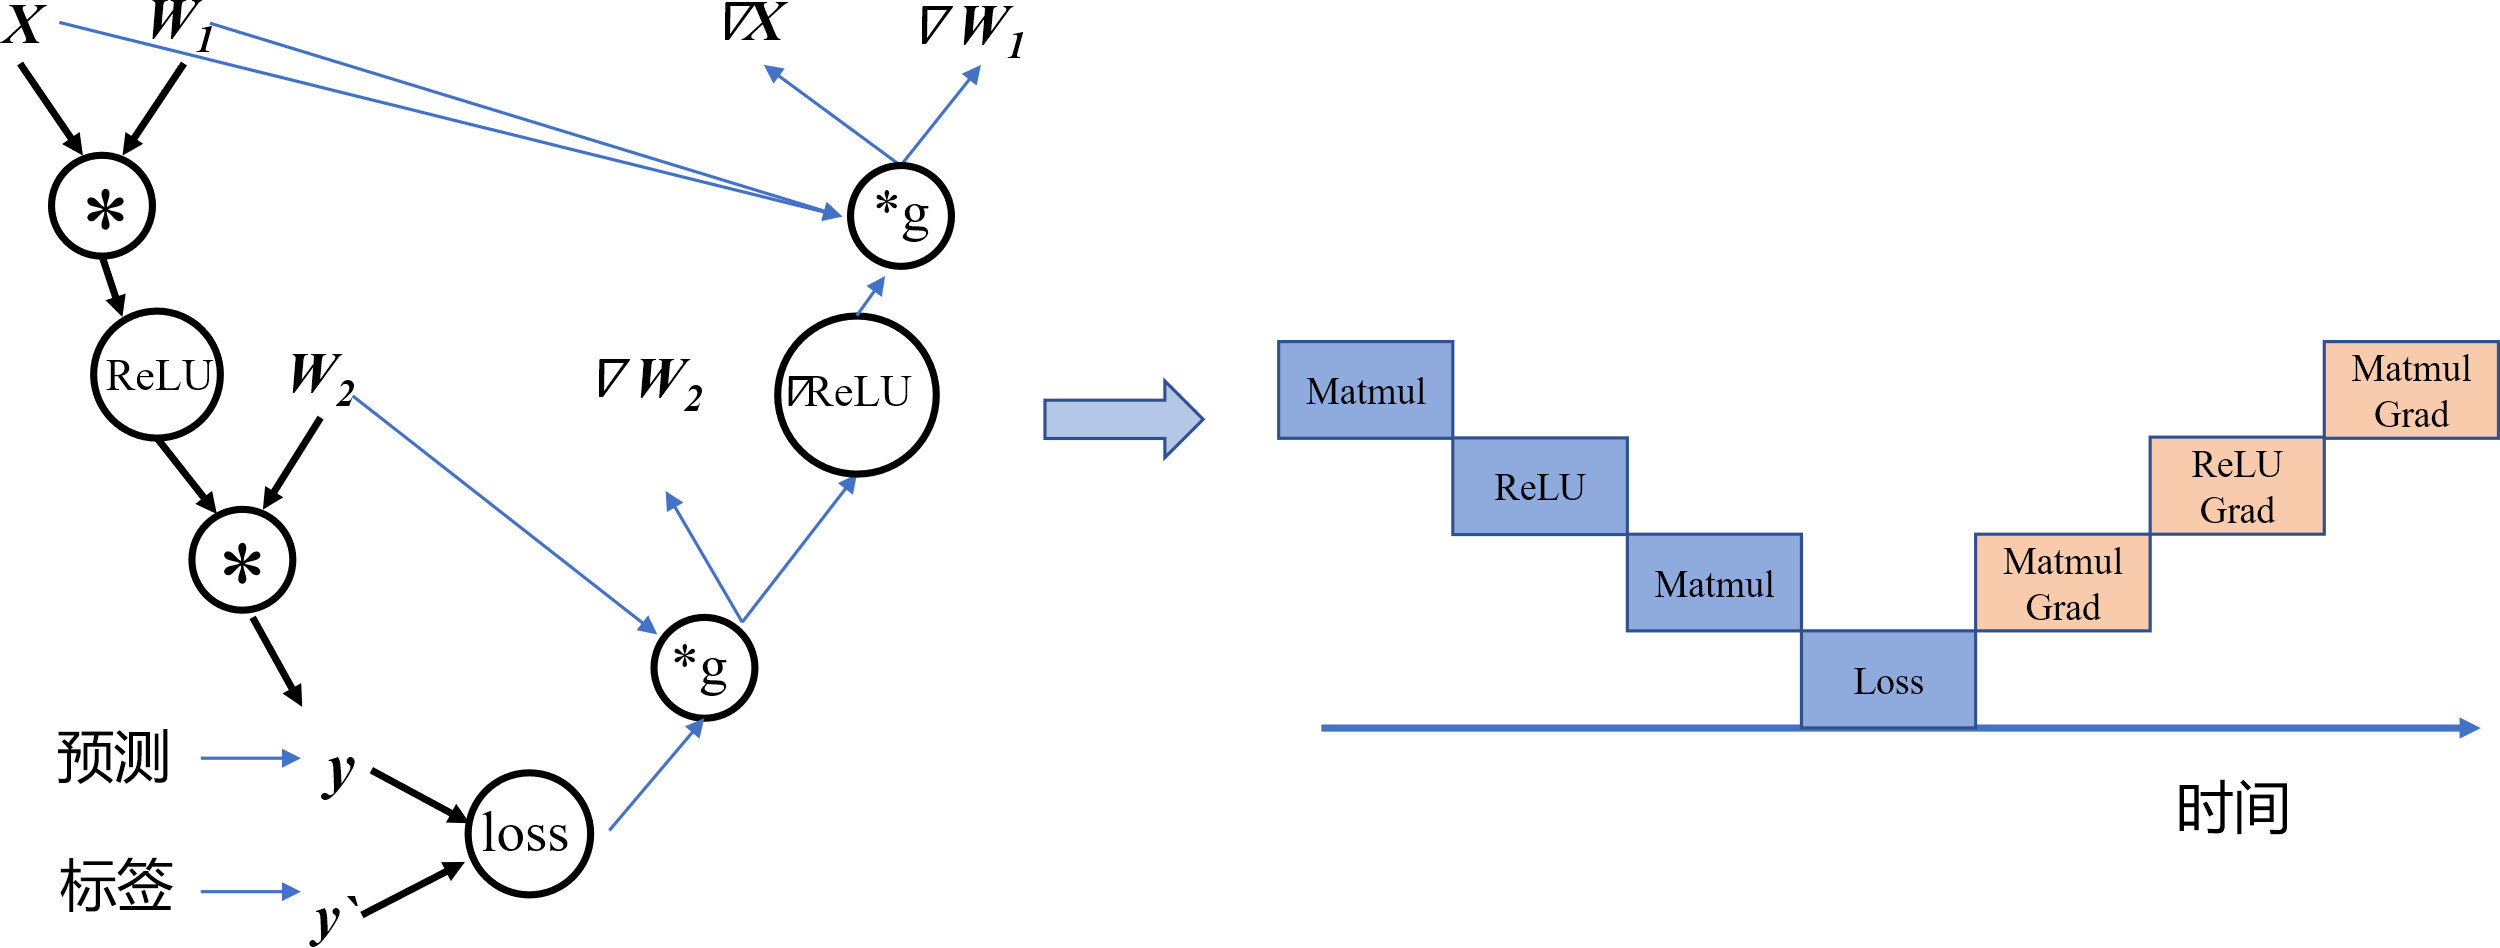 X W1 ∇X ∇W1
*
*g
ReLU
W2
∇W2
∇ReLU
*
*g
预测
y
loss
标签
y`
Matmul
ReLU
Matmul
Loss
Matmul
Grad
ReLU
Grad
Matmul
Grad
时间